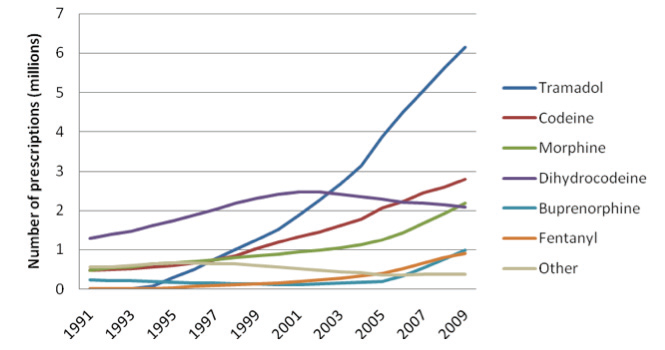 Number of prescriptions (millions)
7
6
5
4
3
2
1
0
1991
1993
1995
1997
1999
2001
2003
2005
2007
2009
Tramadol
Codeine
Morphine
Dihydrocodeine
Buprenorphine
Fentanyl
Other